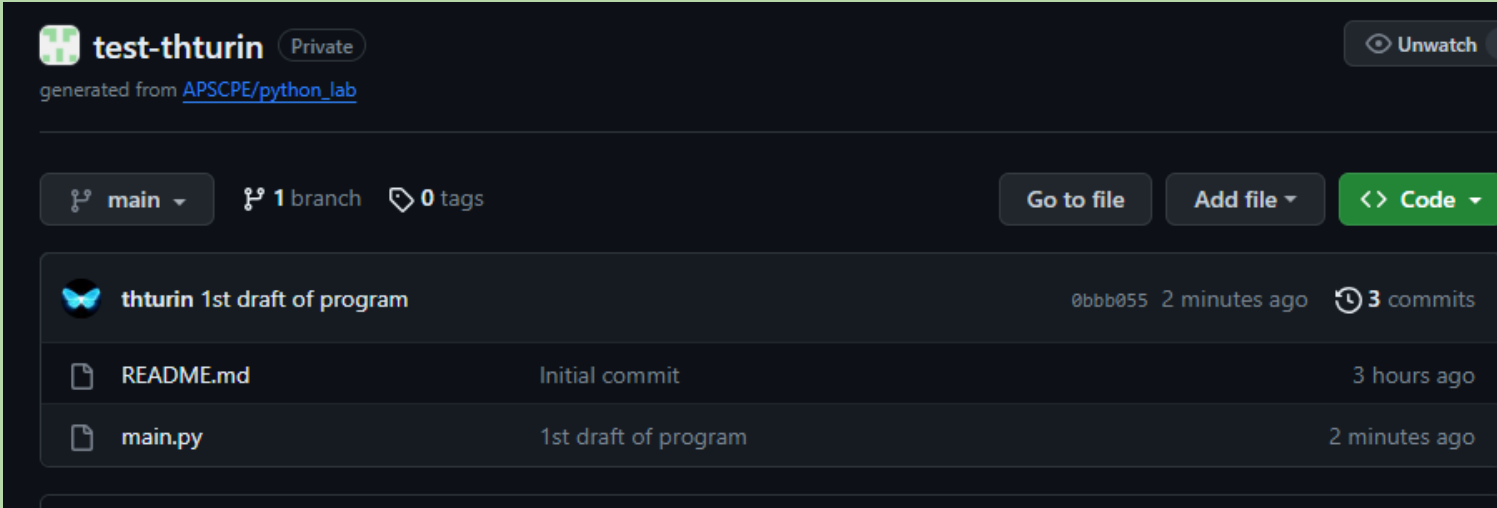 test-thturin Private
Unwatch
generated from APSCPE/python_lab
main 1 branch 0 tags Go to file Add file <> Code
thturin 1st draft of program 0bbb055 2 minutes ago 3 commits
README.md Initial commit 3 hours ago
main.py 1st draft of program 2 minutes ago